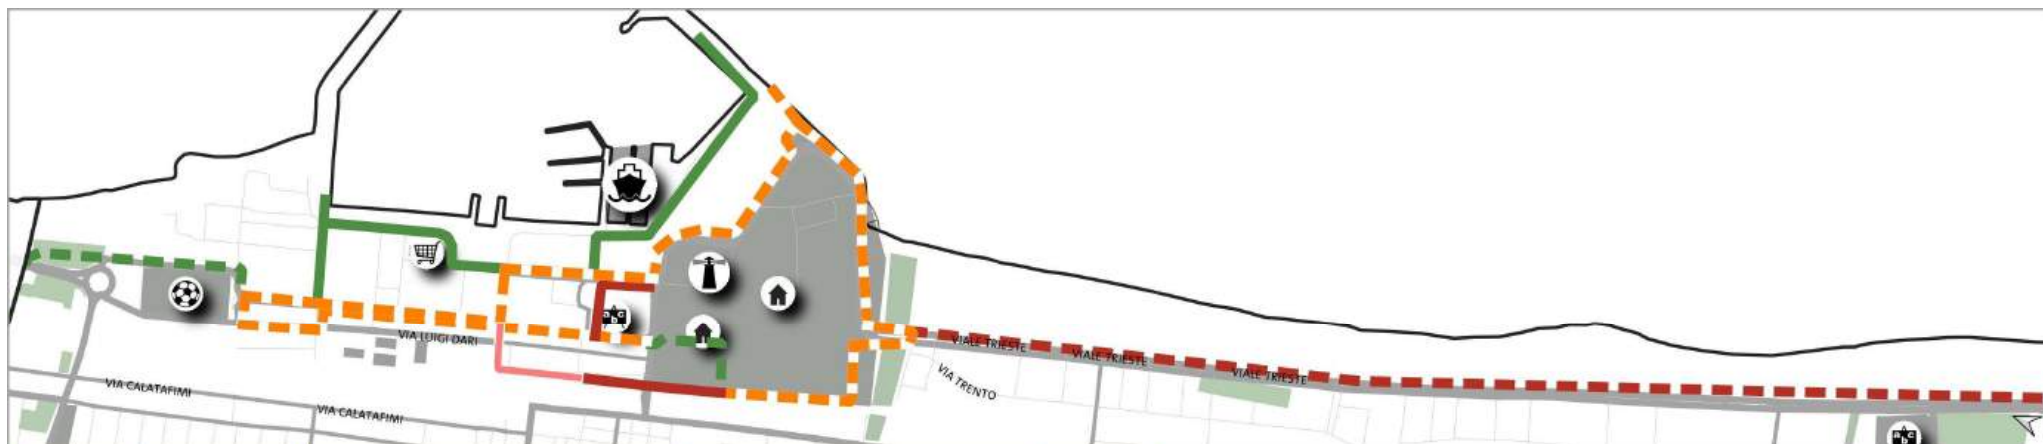 VIA LUIGI DARI
VIALE TRIESTE
VIALE TRIESTE
VIALE TRIESTE
VIA TRENTO
VIA CALATAFIMI
VIA CALATAFIMI
a b c
a b c